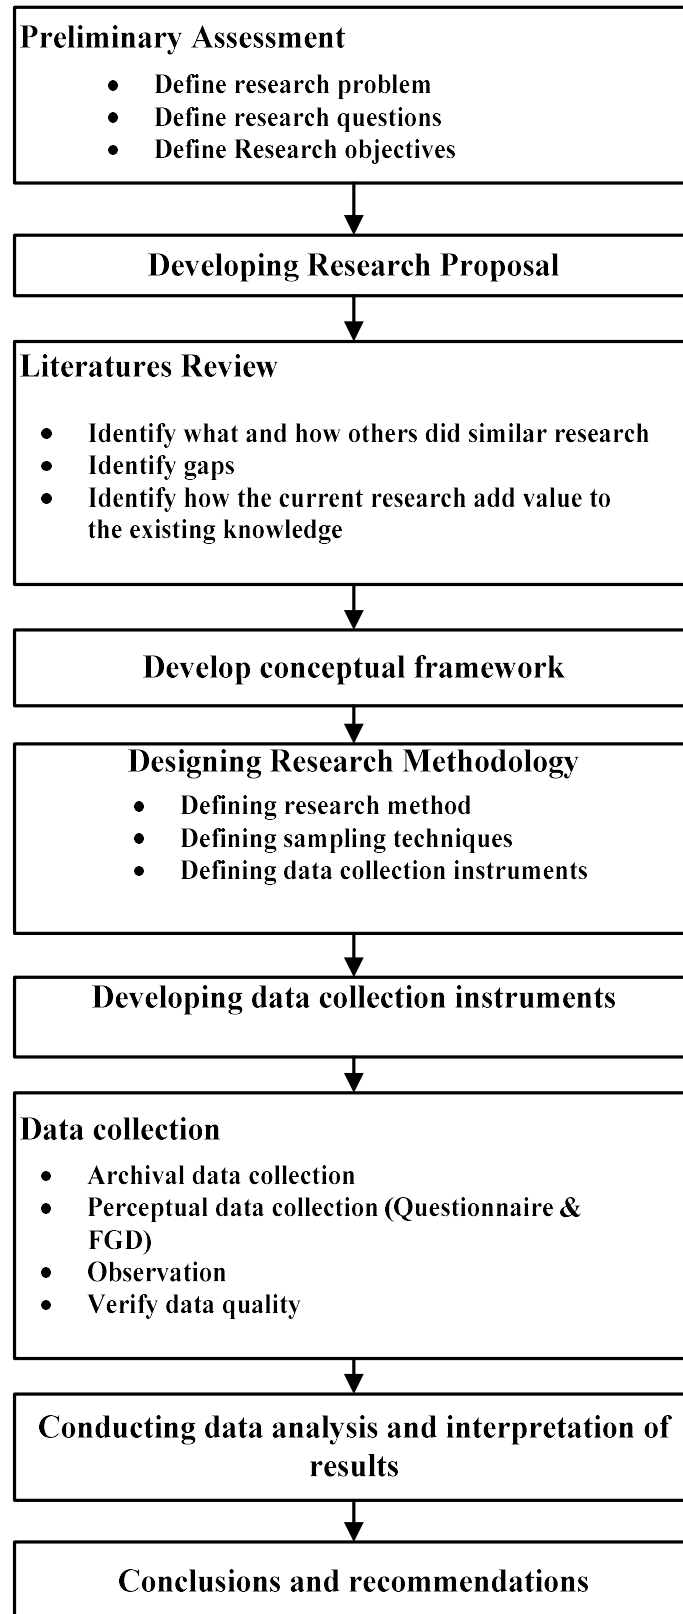 Preliminary Assessment
• Define research problem
• Define research questions
• Define Research objectives
Developing Research Proposal
Literatures Review
• Identify what and how others did similar research
• Identify gaps
• Identify how the current research add value to
the existing knowledge
Develop conceptual framework
Designing Research Methodology
• Defining research method
• Defining sampling techniques
• Defining data collection instruments
Developing data collection instruments
Data collection
• Archival data collection
• Perceptual data collection (Questionnaire &
FGD)
• Observation
• Verify data quality
Conducting data analysis and interpretation of
results
Conclusions and recommendations